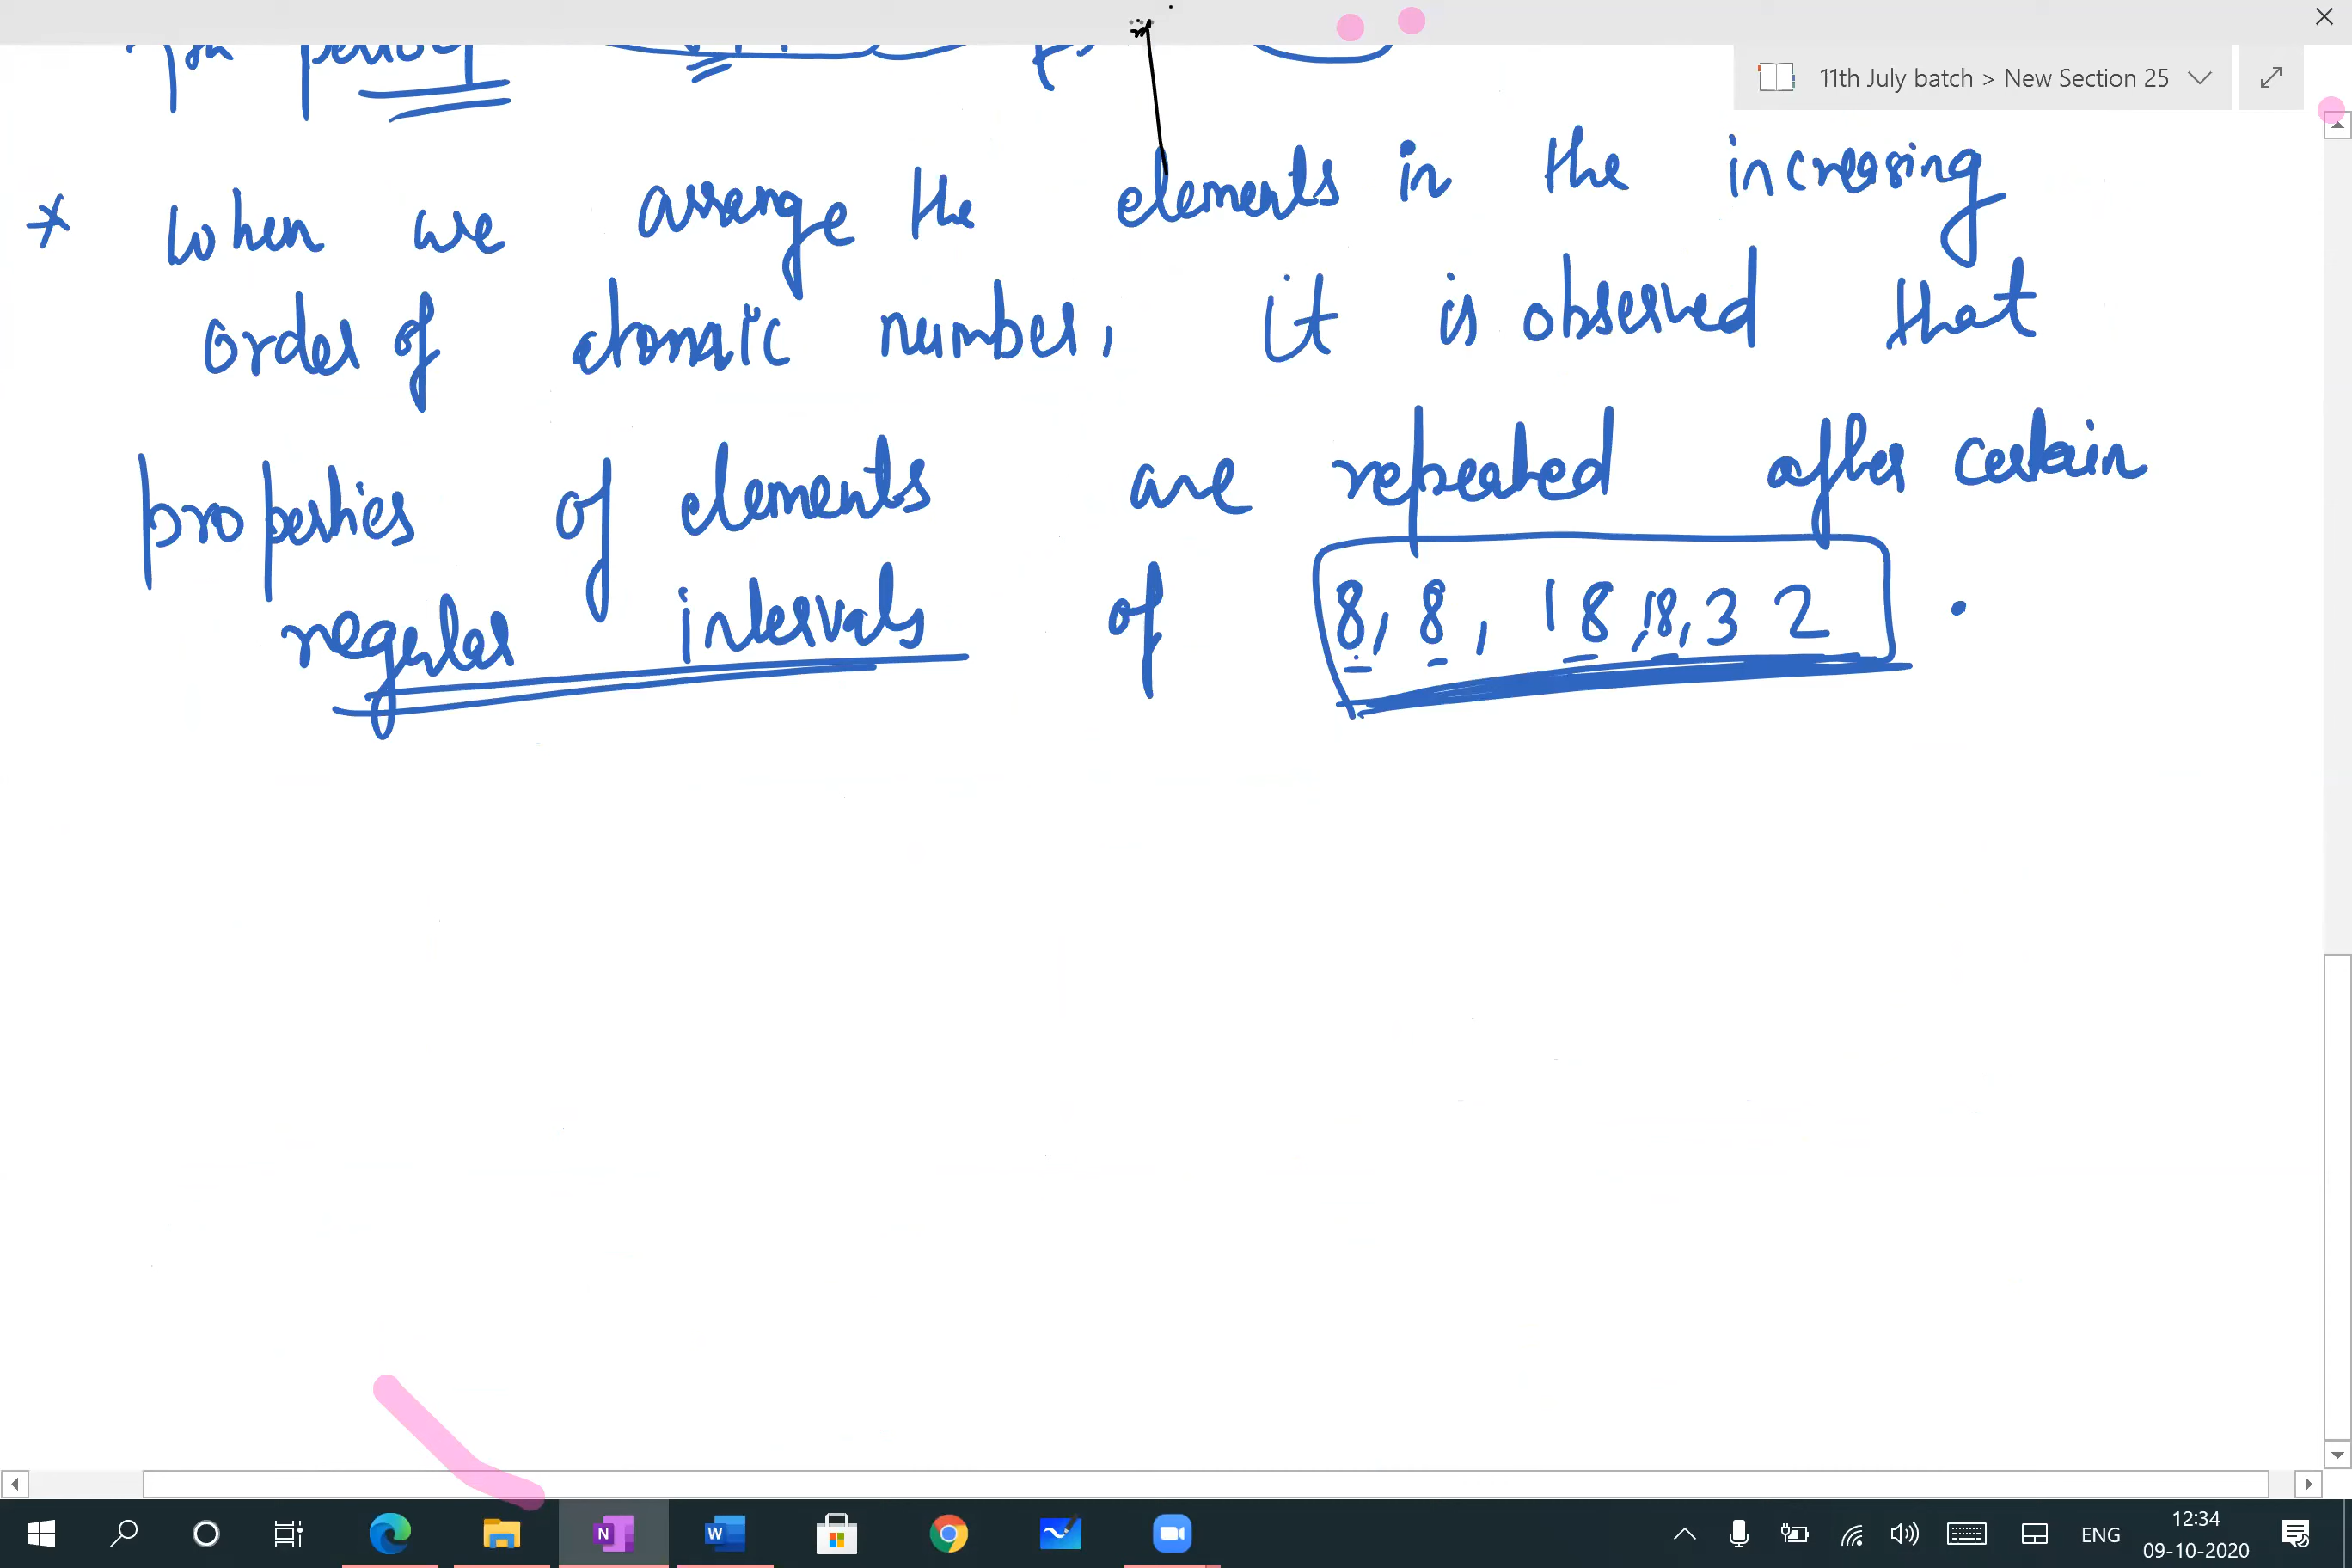 11th July batch > New Section 25
* When we arrange the elements in the increasing
order of atomic number, it is observed that
properties of elements are repeated after certain
regular intervals of 8, 8, 18, 18, 32.
ENG
12:34
09-10-2020